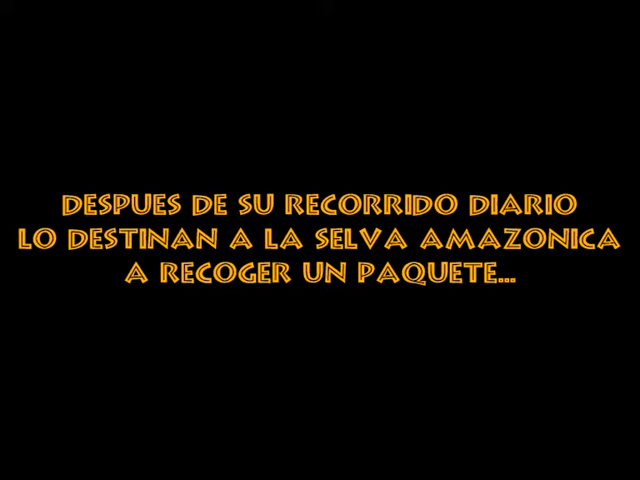 DESPUES DE SU RECORRIDO DIARIO
LO DESTINAN A LA SELVA AMAZONICA
A RECOGER UN PAQUETE...